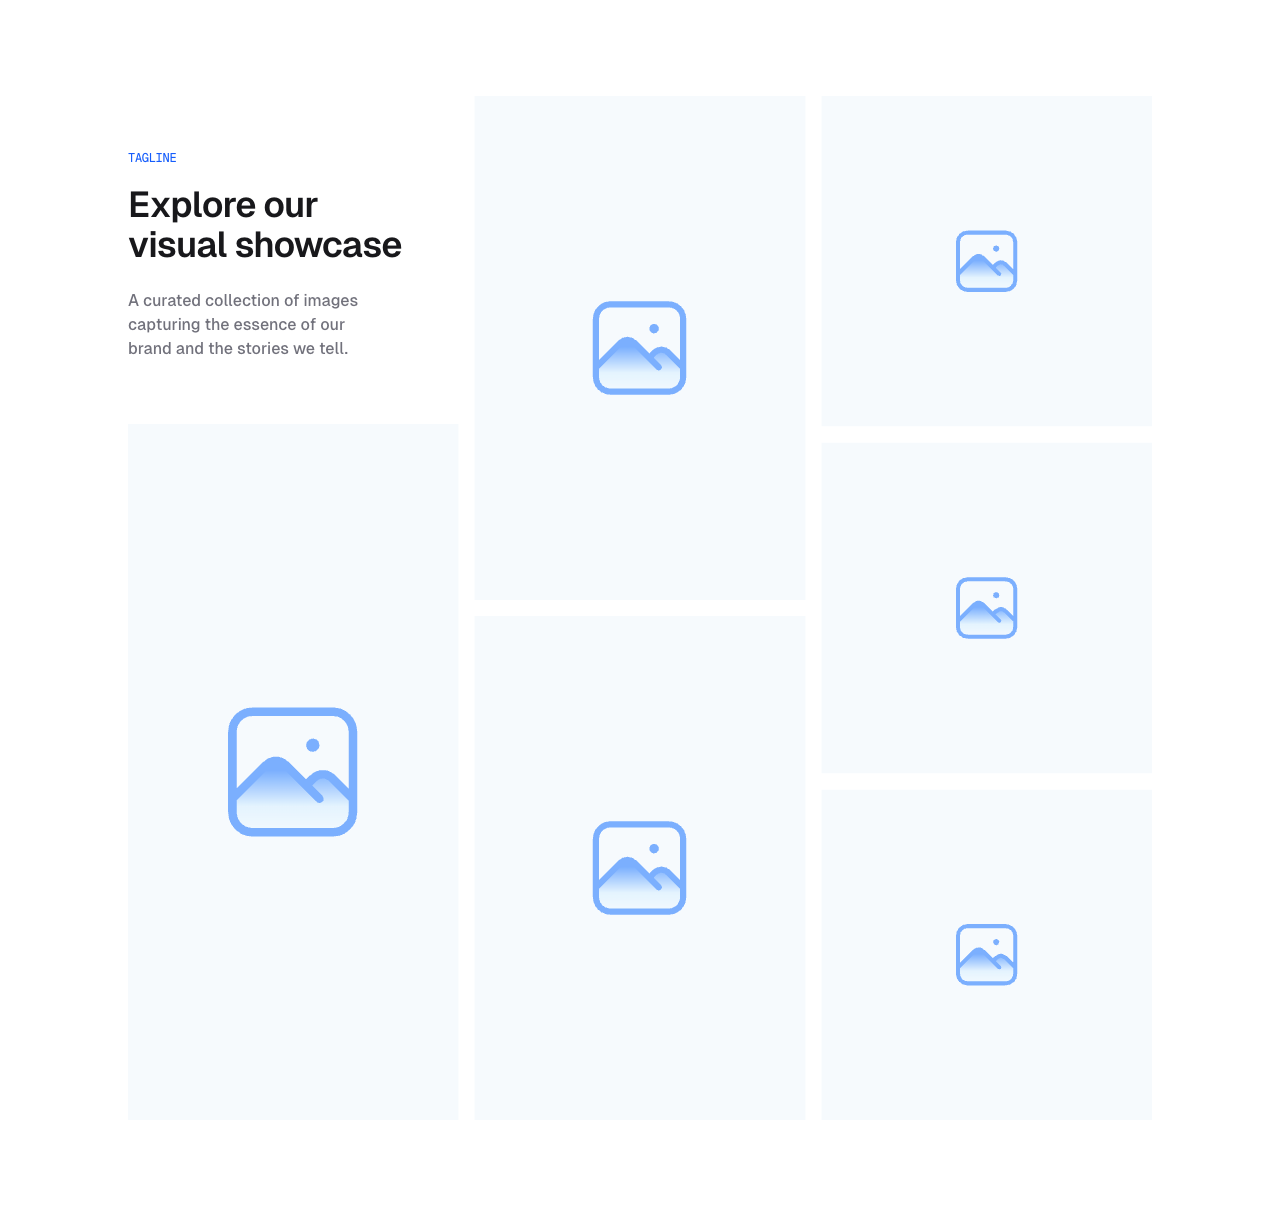 TAGLINE
Explore our
visual showcase
A curated collection of images
capturing the essence of our
brand and the stories we tell.